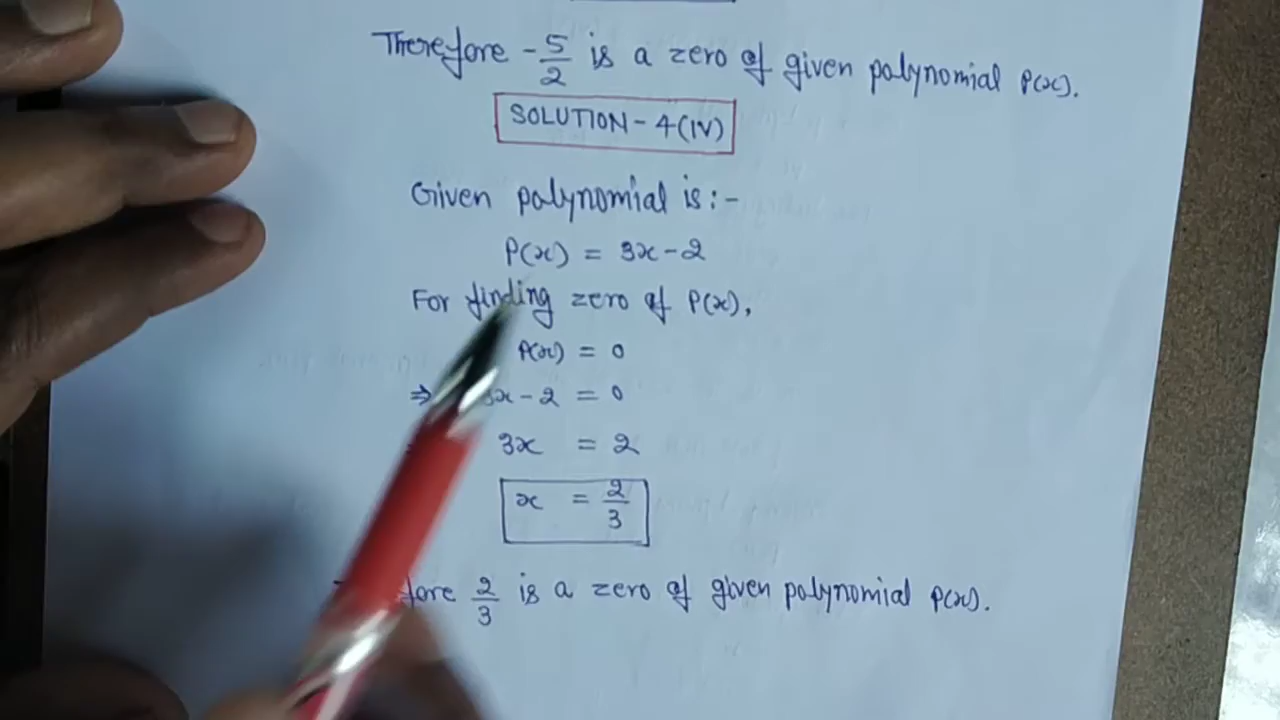 Therefore -5/2 is a zero of given polynomial P(x).
SOLUTION-4(IV)
Given polynomial is:-
P(x) = 3x-2
For finding zero of P(x),
P(x) = 0
⇒ x-2 = 0
3x = 2
x = 2/3
fore 2/3 is a zero of given polynomial P(x).